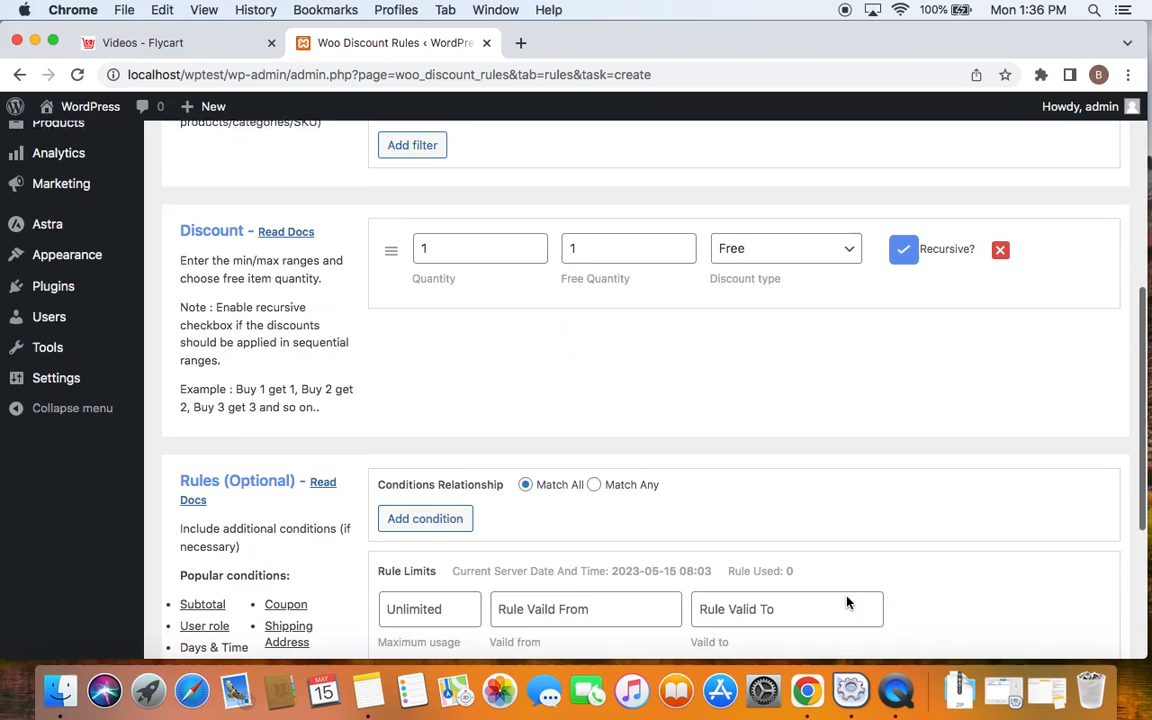 Chrome File Edit View History Bookmarks Profiles Tab Window Help 100% Mon 1:36 PM
Videos - Flycart Woo Discount Rules ‹ WordPre
localhost/wptest/wp-admin/admin.php?page=woo_discount_rules&tab=rules&task=create B
WordPress 0 New Howdy, admin
Products
Analytics
Marketing
Astra
Appearance
Plugins
Users
Tools
Settings
Collapse menu
products/categories/SKU)
Add filter
Discount - Read Docs
Enter the min/max ranges and
choose free item quantity.
Note : Enable recursive
checkbox if the discounts
should be applied in sequential
ranges.
Example : Buy 1 get 1, Buy 2 get
2, Buy 3 get 3 and so on..
1 1 Free Recursive?
Quantity Free Quantity Discount type
Rules (Optional) - Read
Docs
Include additional conditions (if
necessary)
Popular conditions:
Subtotal Coupon
User role Shipping
Address
Days & Time
Conditions Relationship Match All Match Any
Add condition
Rule Limits Current Server Date And Time: 2023-05-15 08:03 Rule Used: 0
Unlimited Rule Vaild From Rule Valid To
Maximum usage Vaild from Vaild to
MAY
15
ZIP